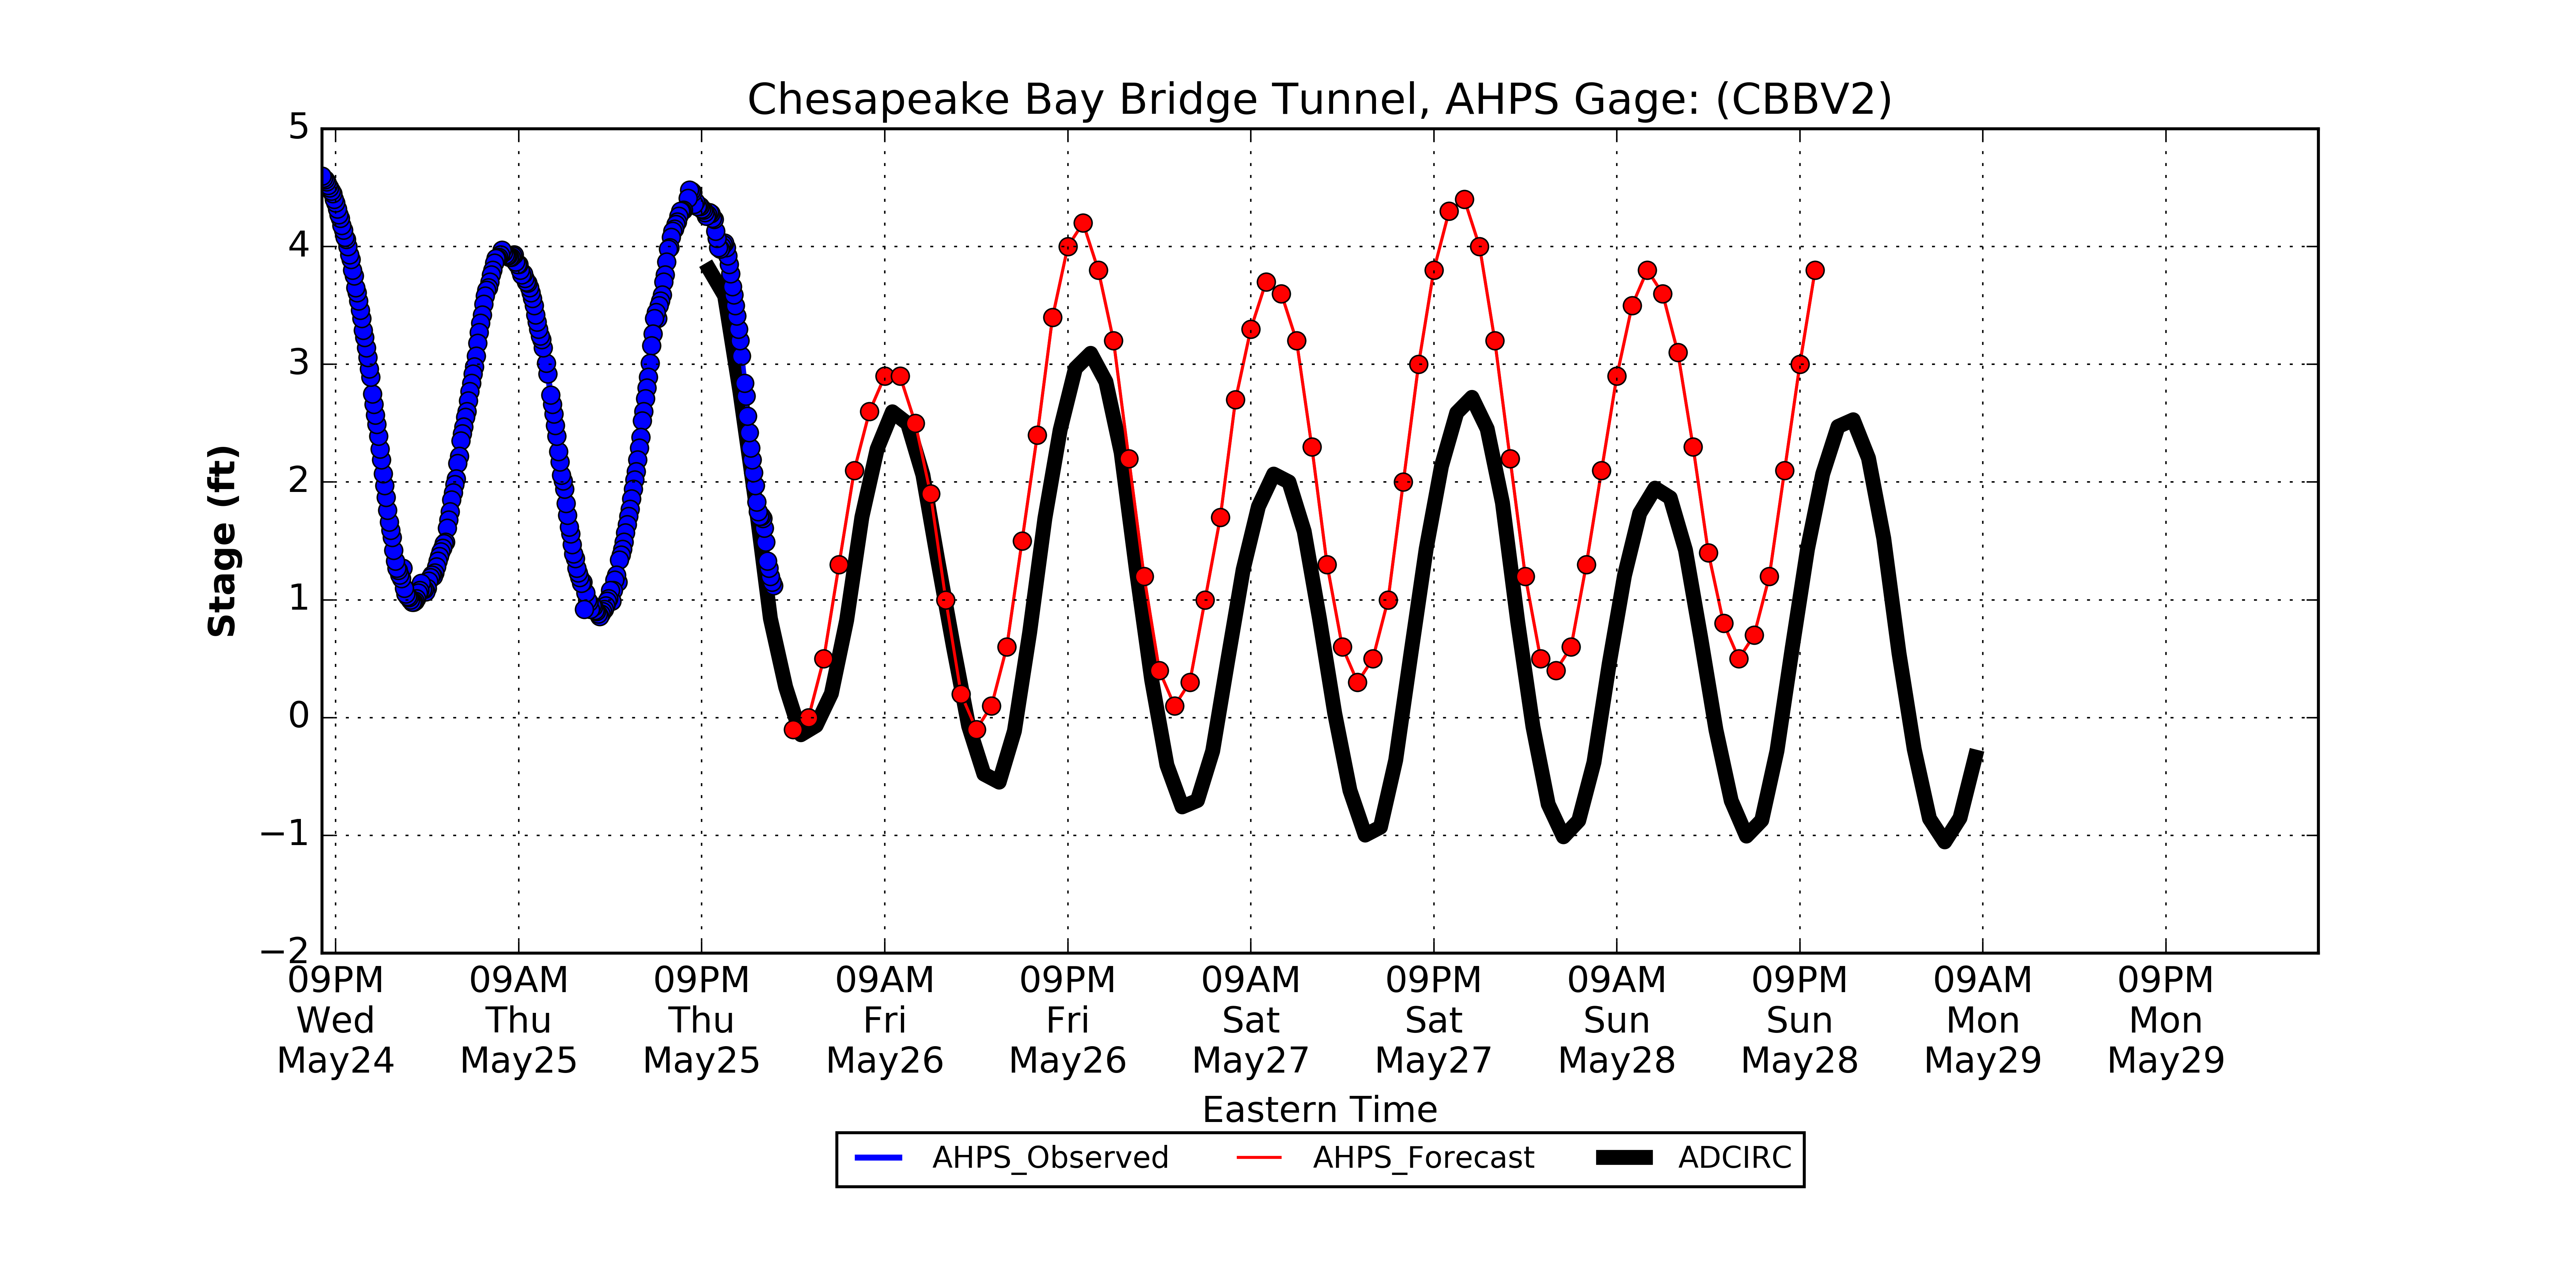 Chesapeake Bay Bridge Tunnel, AHPS Gage: (CBBV2)
5
4
3
2
1
0
−1
−2
Stage (ft)
09PM 09AM 09PM 09AM 09PM 09AM 09PM 09AM 09PM 09AM 09PM
Wed Thu Thu Fri Fri Sat Sat Sun Sun Mon Mon
May24 May25 May25 May26 May26 May27 May27 May28 May28 May29 May29
Eastern Time
AHPS_Observed AHPS_Forecast ADCIRC